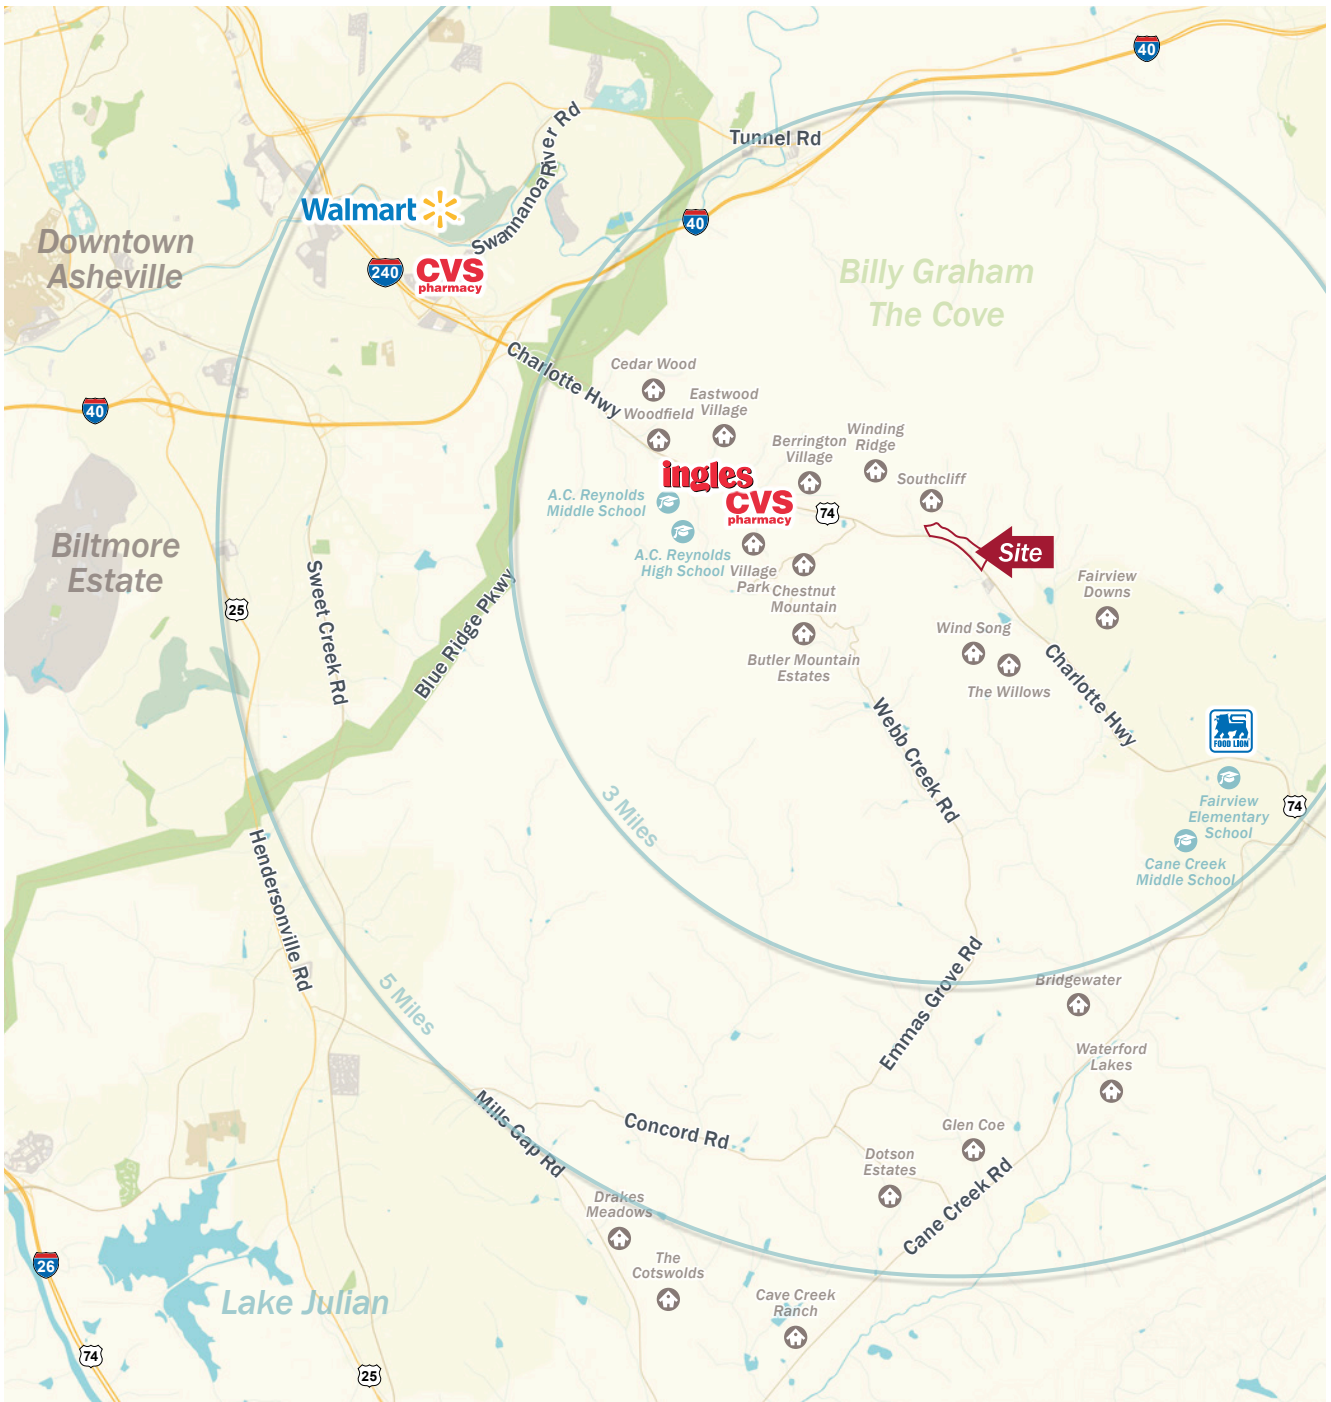 40
Swannanoa River Rd
Tunnel Rd
Walmart
40
Downtown
Asheville
240
CVS
pharmacy
Billy Graham
The Cove
Charlotte Hwy
Cedar Wood
Eastwood
Village
Woodfield
40
Winding
Ridge
Berrington
Village
Southcliff
ingles
A.C. Reynolds
Middle School
CVS
pharmacy
74
Site
A.C. Reynolds
High School
Village
Park
Chestnut
Mountain
Biltmore
Estate
25
Sweet Creek Rd
Blue Ridge Pkwy
Fairview
Downs
Wind Song
The Willows
Butler Mountain
Estates
Charlotte Hwy
Webb Creek Rd
FOOD LION
74
Fairview
Elementary
School
Cane Creek
Middle School
3 Miles
Hendersonville Rd
5 Miles
Emmas Grove Rd
Bridgewater
Waterford
Lakes
Mills Gap Rd
Concord Rd
Glen Coe
Dotson
Estates
Cane Creek Rd
Drakes
Meadows
The
Cotswolds
Cave Creek
Ranch
26
Lake Julian
74
25